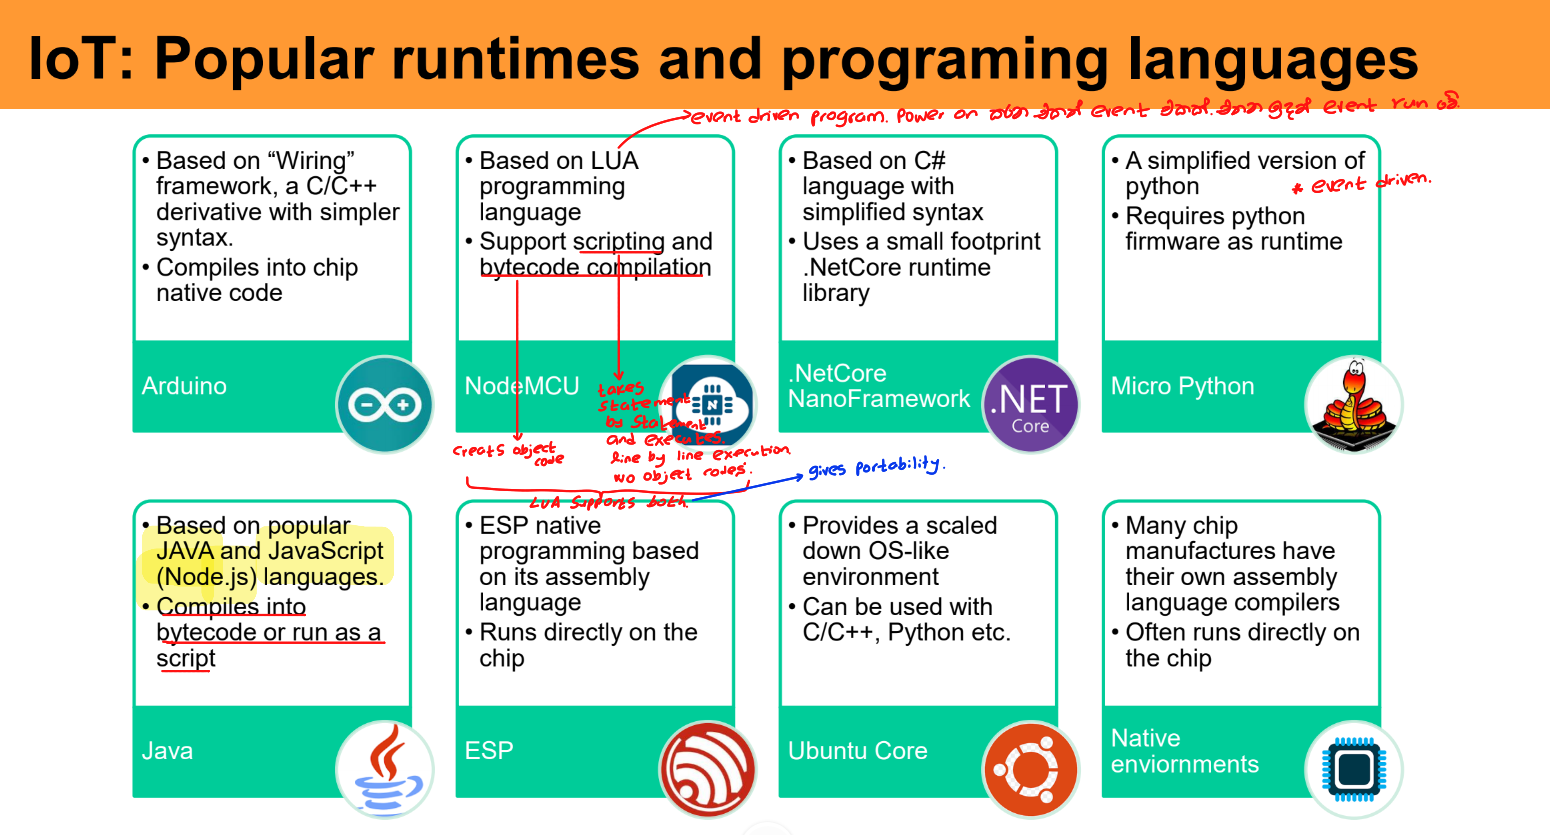 IoT: Popular runtimes and programing languages
event driven program. Power on කරන එකත් event එකක්. එතන ඉදන් event run වේ.
• Based on “Wiring”
framework, a C/C++
derivative with simpler
syntax.
• Compiles into chip
native code
Arduino
• Based on LUA
programming
language
• Support scripting and
bytecode compilation
NodeMCU
N
takes
statement
by statement
and executes.
line by line execution
no object codes.
creats object
code
LUA supports both.
gives portability.
• Based on C#
language with
simplified syntax
• Uses a small footprint
.NetCore runtime
library
.NetCore
NanoFramework
.NET
Core
• A simplified version of
python
* event driven.
• Requires python
firmware as runtime
Micro Python
• Based on popular
JAVA and JavaScript
(Node.js) languages.
• Compiles into
bytecode or run as a
script
Java
• ESP native
programming based
on its assembly
language
• Runs directly on the
chip
ESP
• Provides a scaled
down OS-like
environment
• Can be used with
C/C++, Python etc.
Ubuntu Core
• Many chip
manufactures have
their own assembly
language compilers
• Often runs directly on
the chip
Native
enviornments